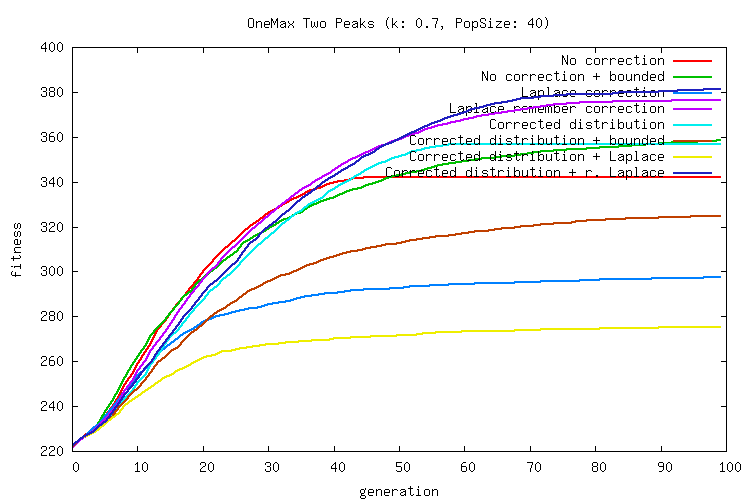 OneMax Two Peaks (k: 0.7, PopSize: 40)
400
380
360
340
320
300
280
260
240
220
fitness
No correction
No correction + bounded
Laplace correction
Laplace remember correction
Corrected distribution
Corrected distribution + bounded
Corrected distribution + Laplace
Corrected distribution + r. Laplace
0 10 20 30 40 50 60 70 80 90 100
generation